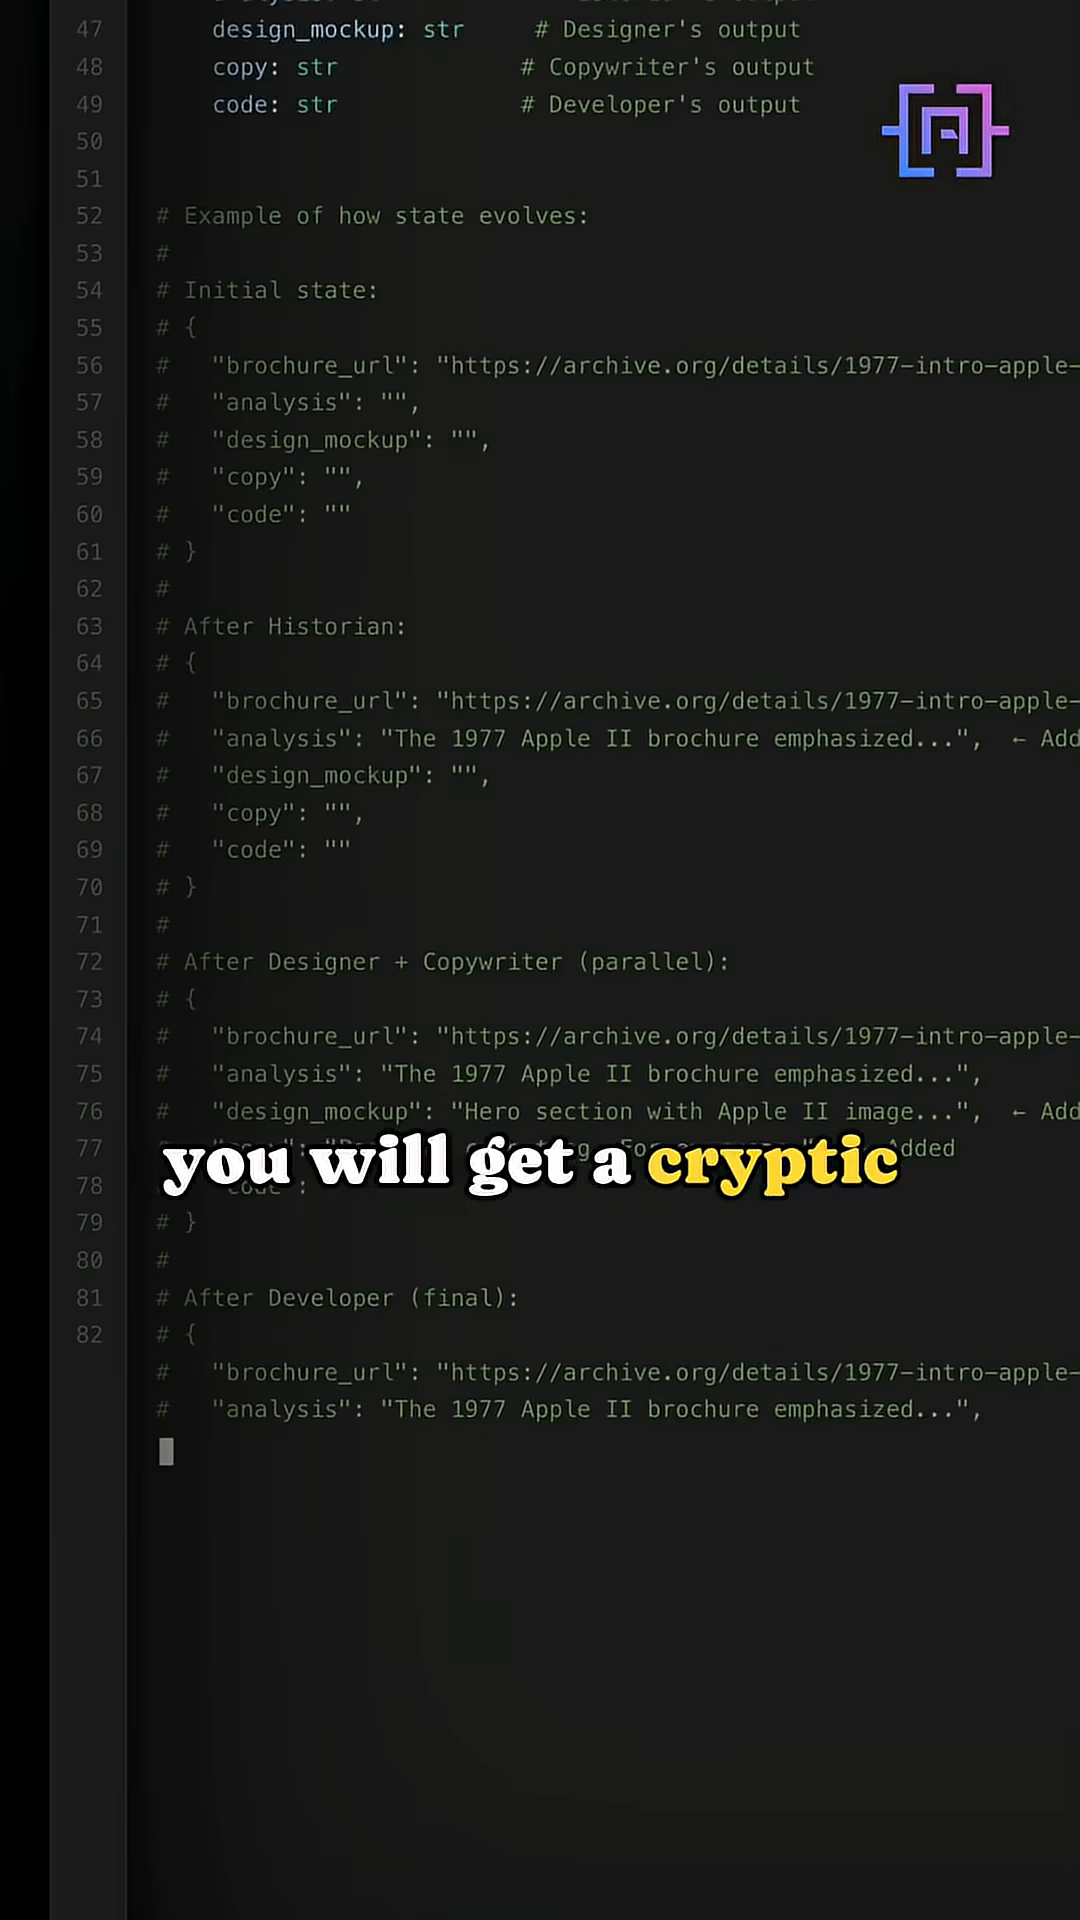 47 design_mockup: str # Designer's output
48 copy: str # Copywriter's output
49 code: str # Developer's output
50
51
52 # Example of how state evolves:
53 #
54 # Initial state:
55 # {
56 # "brochure_url": "https://archive.org/details/1977-intro-apple-
57 # "analysis": "",
58 # "design_mockup": "",
59 # "copy": "",
60 # "code": ""
61 # }
62 #
63 # After Historian:
64 # {
65 # "brochure_url": "https://archive.org/details/1977-intro-apple-
66 # "analysis": "The 1977 Apple II brochure emphasized...", ← Add
67 # "design_mockup": "",
68 # "copy": "",
69 # "code": ""
70 # }
71 #
72 # After Designer + Copywriter (parallel):
73 # {
74 # "brochure_url": "https://archive.org/details/1977-intro-apple-
75 # "analysis": "The 1977 Apple II brochure emphasized...",
76 # "design_mockup": "Hero section with Apple II image...", ← Add
77
you will get a cryptic
78 # "code":
79 # }
80 #
81 # After Developer (final):
82 # {
# "brochure_url": "https://archive.org/details/1977-intro-apple-
# "analysis": "The 1977 Apple II brochure emphasized...",